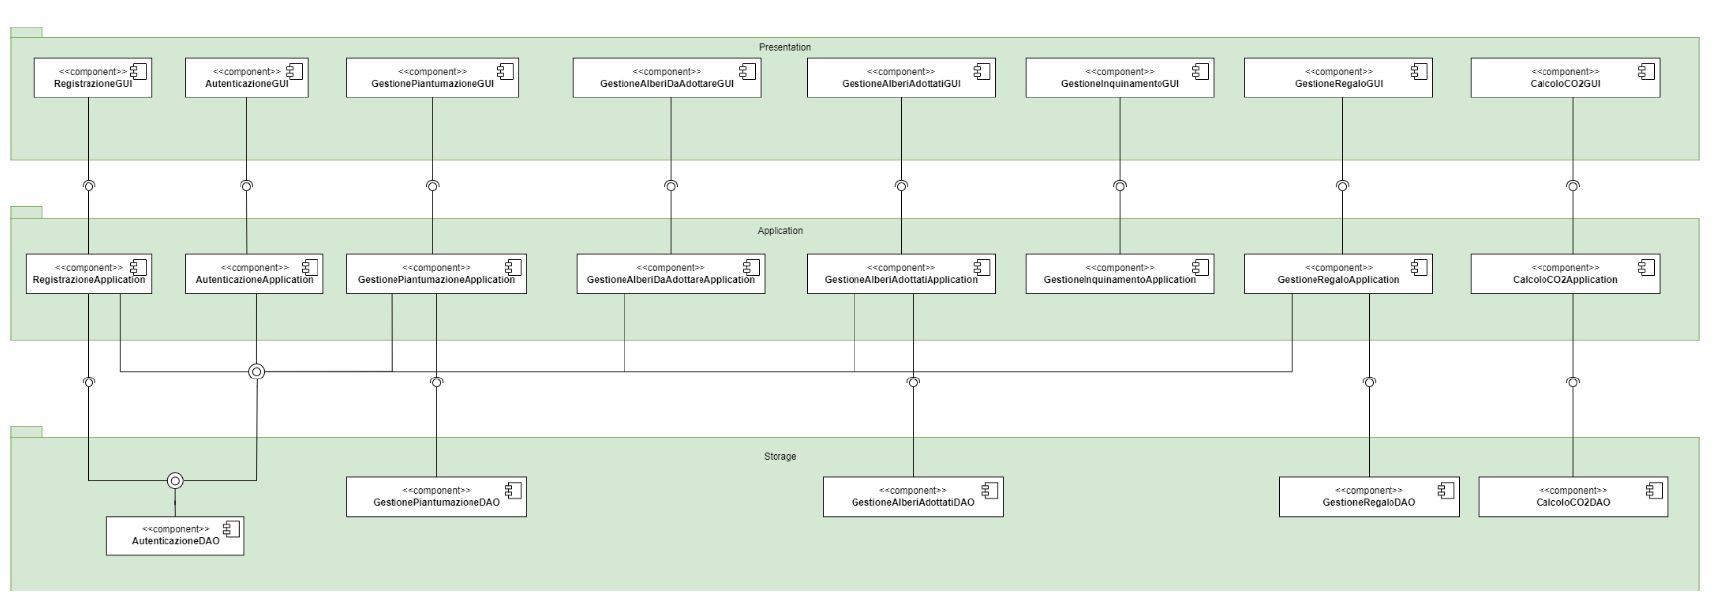 Presentation
<<component>>
RegistrazioneGUI
<<component>>
AutenticazioneGUI
<<component>>
GestionePiantumazioneGUI
<<component>>
GestioneAlberiDaAdottareGUI
<<component>>
GestioneAlberiAdottatiGUI
<<component>>
GestioneInquinamentoGUI
<<component>>
GestioneRegaloGUI
<<component>>
CalcoloCO2GUI
Application
<<component>>
RegistrazioneApplication
<<component>>
AutenticazioneApplication
<<component>>
GestionePiantumazioneApplication
<<component>>
GestioneAlberiDaAdottareApplication
<<component>>
GestioneAlberiAdottatiApplication
<<component>>
GestioneInquinamentoApplication
<<component>>
GestioneRegaloApplication
<<component>>
CalcoloCO2Application
Storage
<<component>>
GestionePiantumazioneDAO
<<component>>
GestioneAlberiAdottatiDAO
<<component>>
GestioneRegaloDAO
<<component>>
CalcoloCO2DAO
<<component>>
AutenticazioneDAO